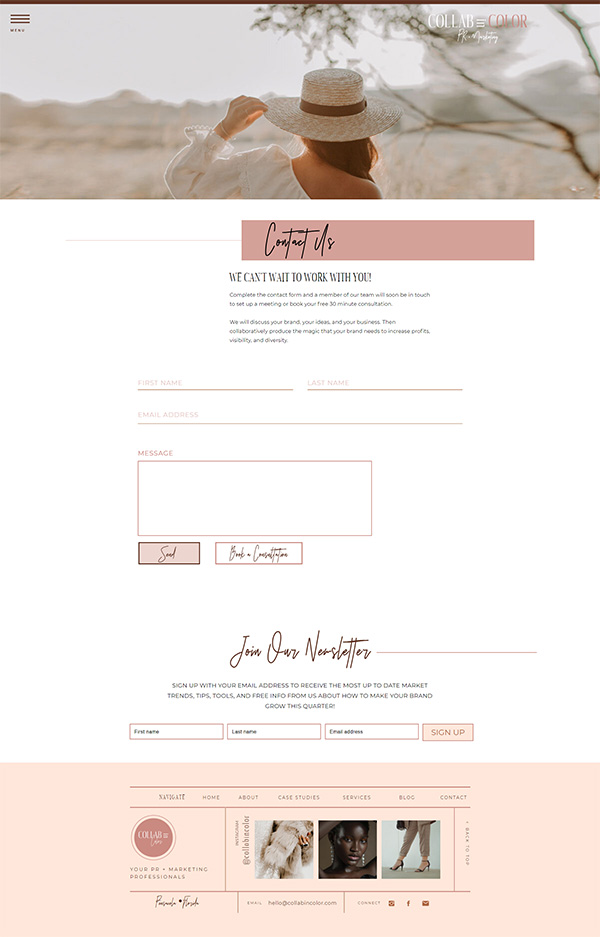 MENU
COLLAB IN COLOR
PR + Marketing
Contact Us
WE CAN'T WAIT TO WORK WITH YOU!
Complete the contact form and a member of our team will soon be in touch
to set up a meeting or book your free 30 minute consultation.
We will discuss your brand, your ideas, and your business. Then
collaboratively produce the magic that your brand needs to increase profits,
visibility, and diversity.
FIRST NAME
LAST NAME
EMAIL ADDRESS
MESSAGE
Send
Book a Consultation
Join Our Newsletter
SIGN UP WITH YOUR EMAIL ADDRESS TO RECEIVE THE MOST UP TO DATE MARKET
TRENDS, TIPS, TOOLS, AND FREE INFO FROM US ABOUT HOW TO MAKE YOUR BRAND
GROW THIS QUARTER!
First name
Last name
Email address
SIGN UP
NAVIGATE
HOME
ABOUT
CASE STUDIES
SERVICES
BLOG
CONTACT
COLLAB IN
Color
YOUR PR + MARKETING
PROFESSIONALS
INSTAGRAM
@collabincolor
> BACK TO TOP
Pensacola Florida
EMAIL
hello@collabincolor.com
CONNECT